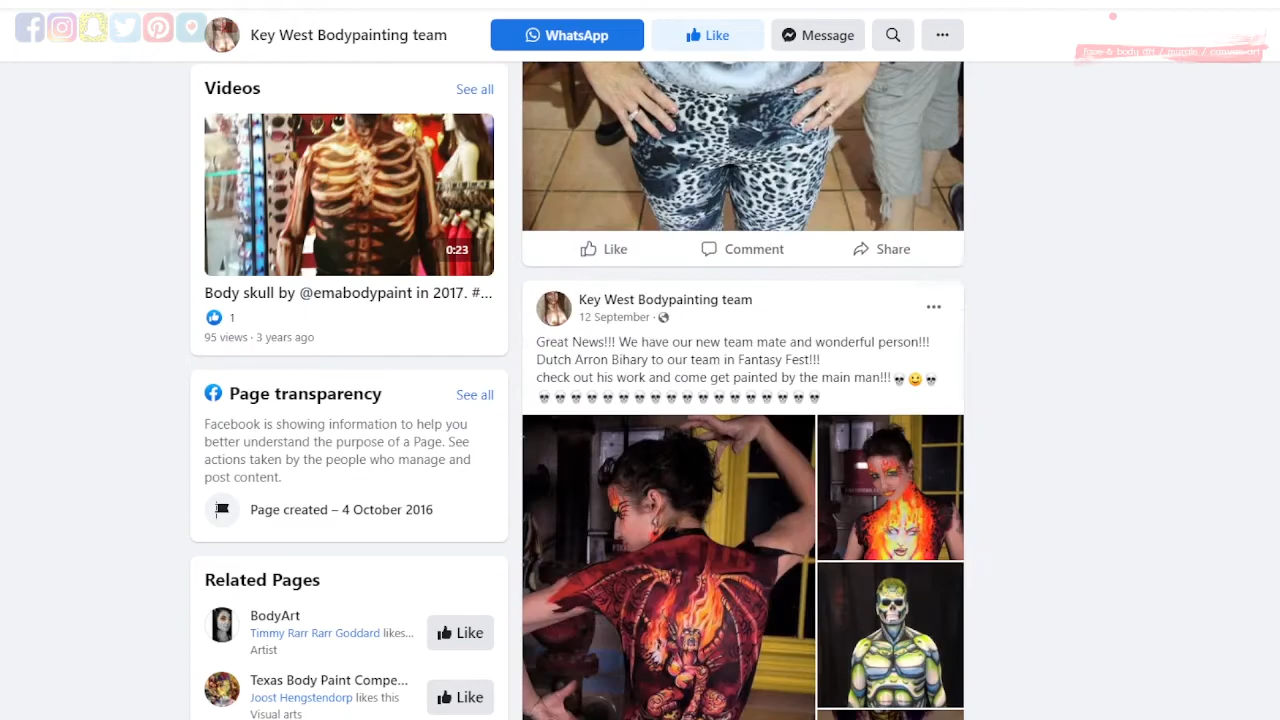 Key West Bodypainting team
WhatsApp
Like
Message
face & body art / murals / canvas art
Videos
See all
0:23
Body skull by @emabodypaint in 2017. #...
1
95 views · 3 years ago
Page transparency
See all
Facebook is showing information to help you
better understand the purpose of a Page. See
actions taken by the people who manage and
post content.
Page created – 4 October 2016
Related Pages
BodyArt
Timmy Rarr Rarr Goddard likes...
Artist
Like
Texas Body Paint Compe...
Joost Hengstendorp likes this
Visual arts
Like
Like
Comment
Share
Key West Bodypainting team
12 September ·
Great News!!! We have our new team mate and wonderful person!!!
Dutch Arron Bihary to our team in Fantasy Fest!!!
check out his work and come get painted by the main man!!!💀😉💀
💀💀💀💀💀💀💀💀💀💀💀💀💀💀💀💀💀💀